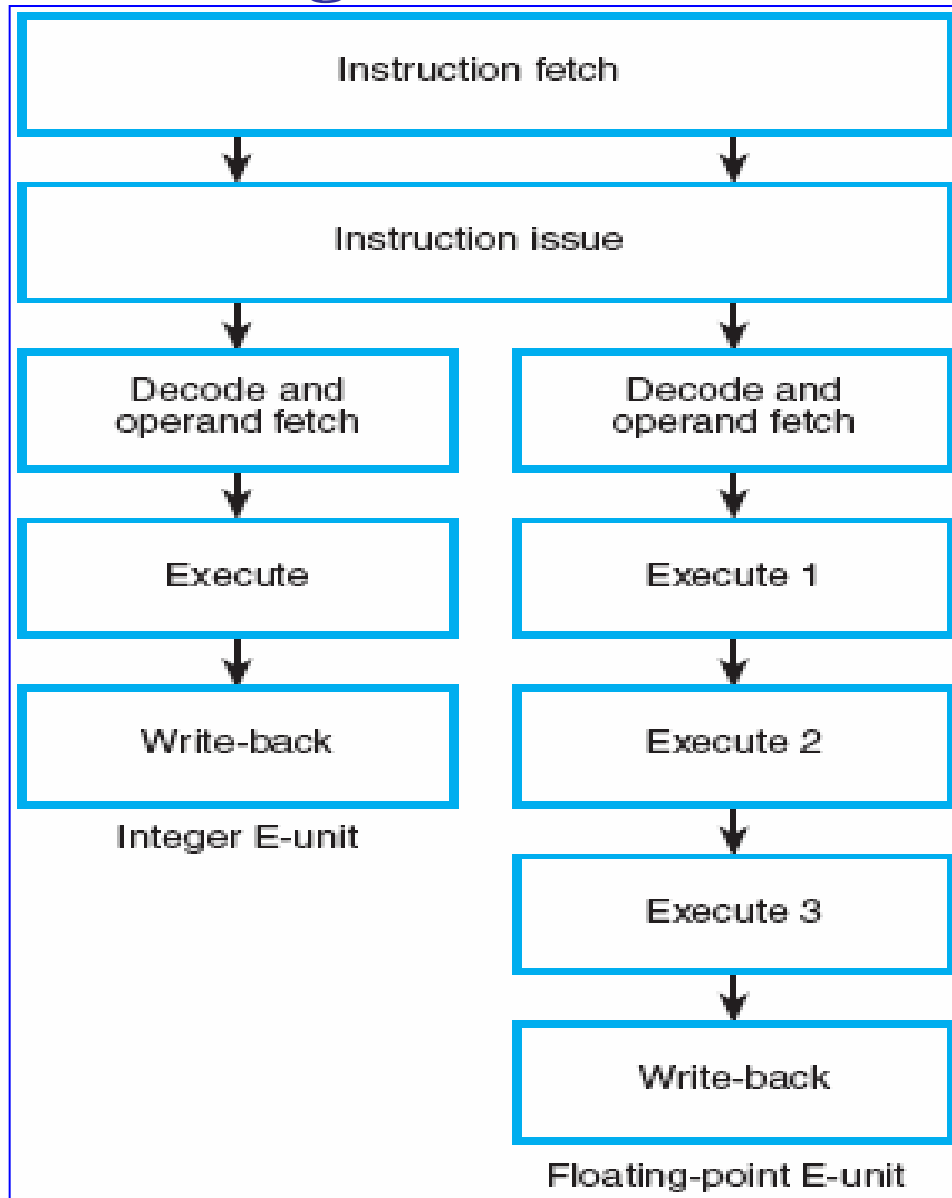 Instruction fetch
Instruction issue
Decode and
operand fetch
Execute
Write-back
Integer E-unit
Decode and
operand fetch
Execute 1
Execute 2
Execute 3
Write-back
Floating-point E-unit